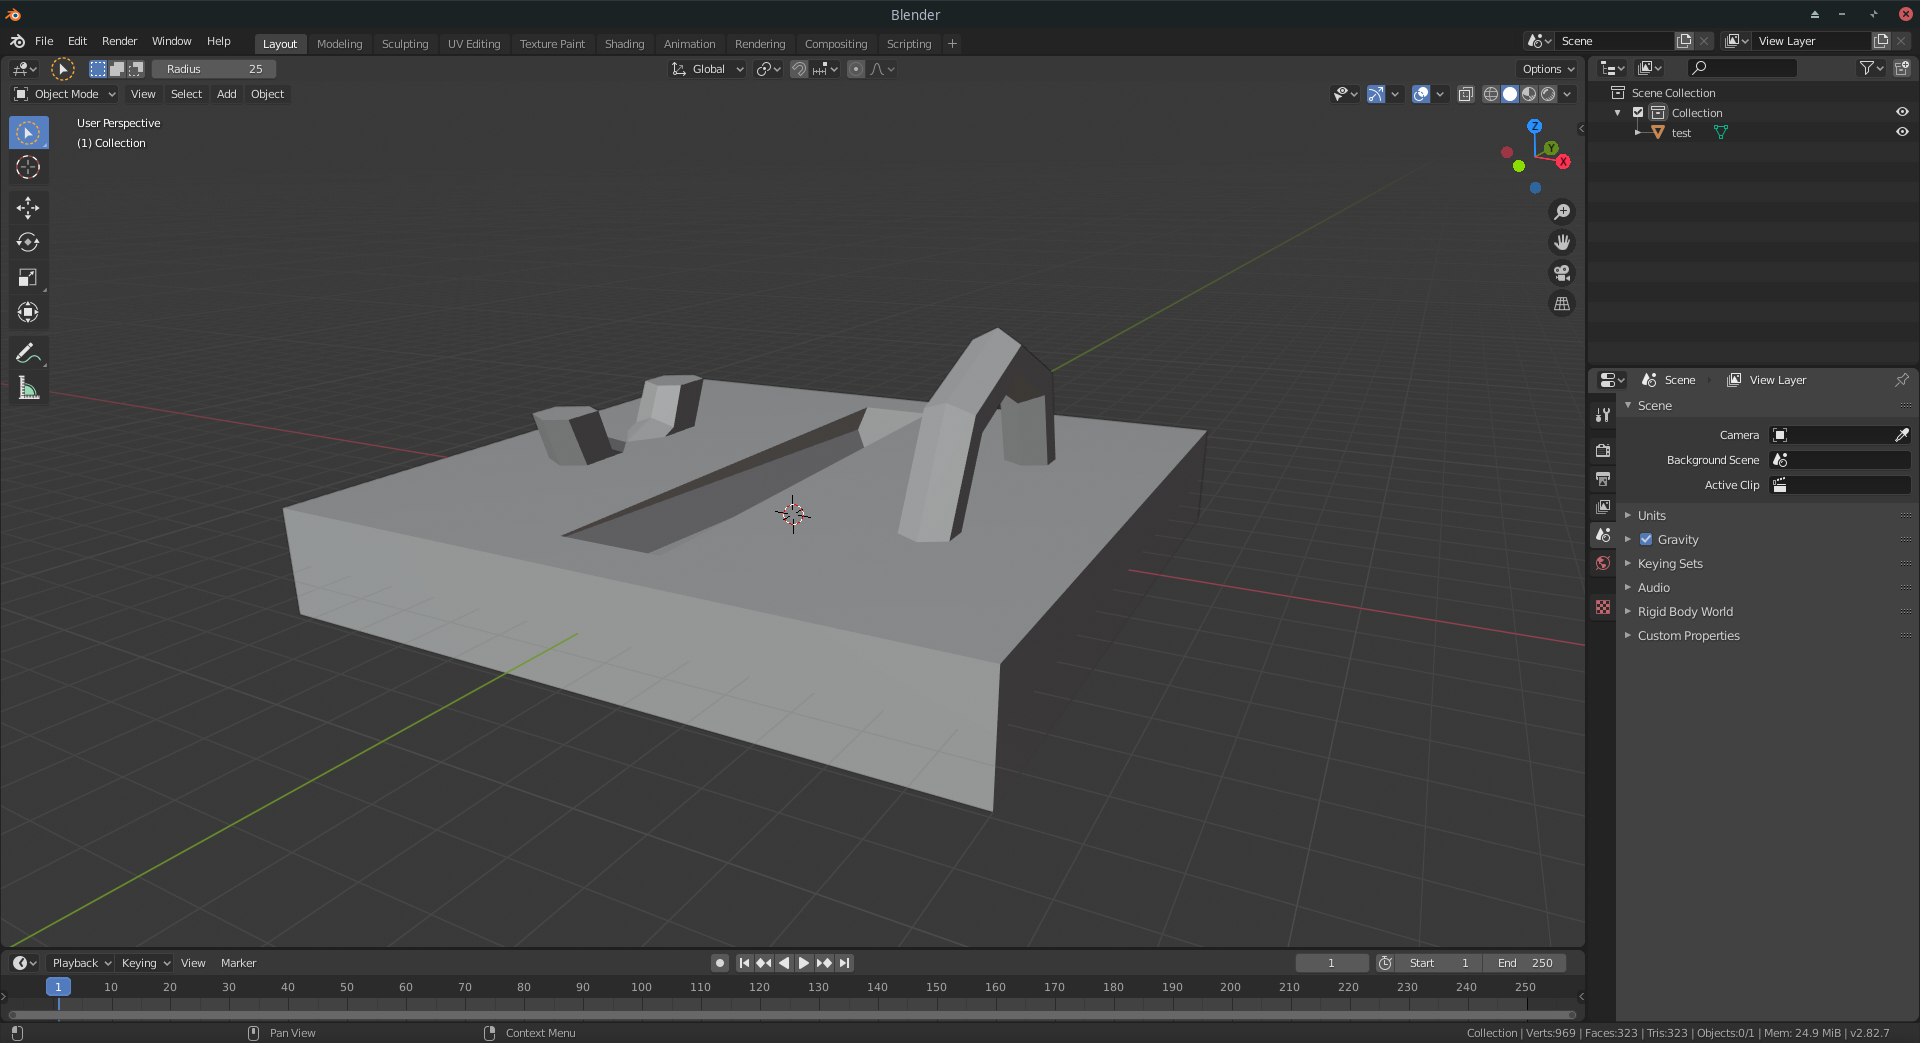 Blender
File Edit Render Window Help
Layout Modeling Sculpting UV Editing Texture Paint Shading Animation Rendering Compositing Scripting +
Scene
View Layer
Radius 25
Global
Options
Object Mode View Select Add Object
User Perspective
(1) Collection
Z
Y
X
Scene Collection
Collection
test
Scene View Layer
Scene
Camera
Background Scene
Active Clip
Units
Gravity
Keying Sets
Audio
Rigid Body World
Custom Properties
Playback Keying View Marker
1
Start 1
End 250
1 10 20 30 40 50 60 70 80 90 100 110 120 130 140 150 160 170 180 190 200 210 220 230 240 250
Pan View
Context Menu
Collection | Verts:969 | Faces:323 | Tris:323 | Objects:0/1 | Mem: 24.9 MiB | v2.82.7